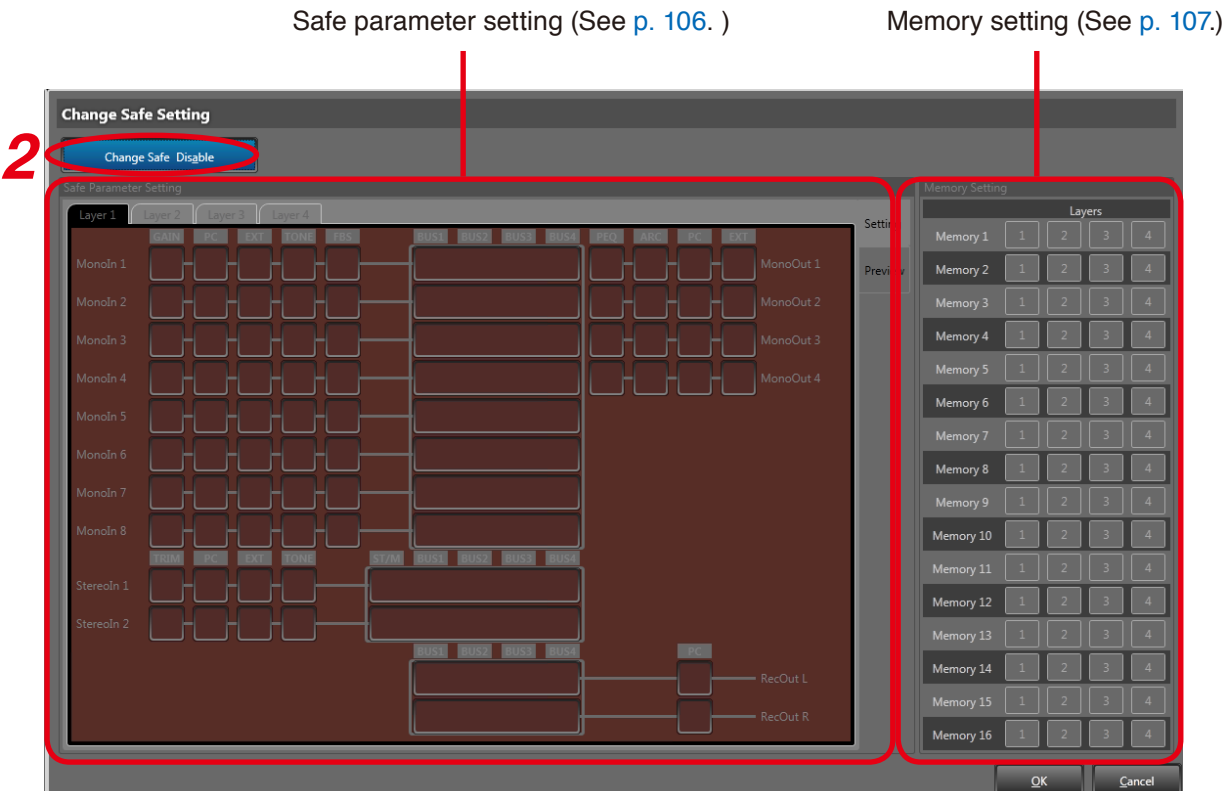 Safe parameter setting (See p. 106. )
Memory setting (See p. 107.)
Change Safe Setting
2
Change Safe Disable
Safe Parameter Setting
Memory Setting
Layer 1 Layer 2 Layer 3 Layer 4
Setting
Preview
GAIN PC EXT TONE FBS BUS1 BUS2 BUS3 BUS4 PEQ ARC PC EXT
MonoIn 1 MonoOut 1
MonoIn 2 MonoOut 2
MonoIn 3 MonoOut 3
MonoIn 4 MonoOut 4
MonoIn 5
MonoIn 6
MonoIn 7
MonoIn 8
TRIM PC EXT TONE ST/M BUS1 BUS2 BUS3 BUS4
StereoIn 1
StereoIn 2
BUS1 BUS2 BUS3 BUS4 PC
RecOut L
RecOut R
Layers
Memory 1 1 2 3 4
Memory 2 1 2 3 4
Memory 3 1 2 3 4
Memory 4 1 2 3 4
Memory 5 1 2 3 4
Memory 6 1 2 3 4
Memory 7 1 2 3 4
Memory 8 1 2 3 4
Memory 9 1 2 3 4
Memory 10 1 2 3 4
Memory 11 1 2 3 4
Memory 12 1 2 3 4
Memory 13 1 2 3 4
Memory 14 1 2 3 4
Memory 15 1 2 3 4
Memory 16 1 2 3 4
OK Cancel